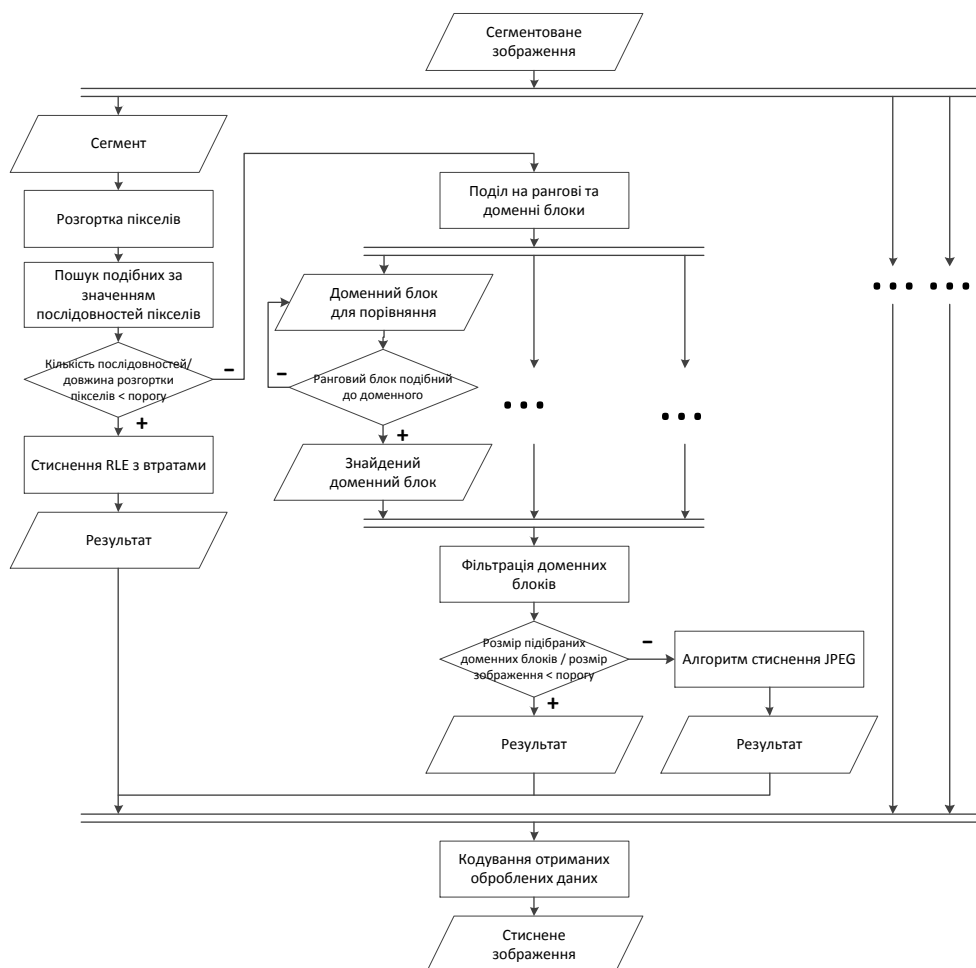 Сегментоване
зображення
Сегмент
Розгортка пікселів
Пошук подібних за
значенням
послідовностей пікселів
Кількість послідовностей/
довжина розгортки
пікселів < порогу
–
+
Стиснення RLE з втратами
Результат
Поділ на рангові та
доменні блоки
Доменний блок
для порівняння
–
Ранговий блок подібний
до доменного
+
Знайдений
доменний блок
Фільтрація доменних
блоків
Розмір підібраних
доменних блоків / розмір
зображення < порогу
–
+
Алгоритм стиснення JPEG
Результат
Результат
Кодування отриманих
оброблених даних
Стиснене
зображення